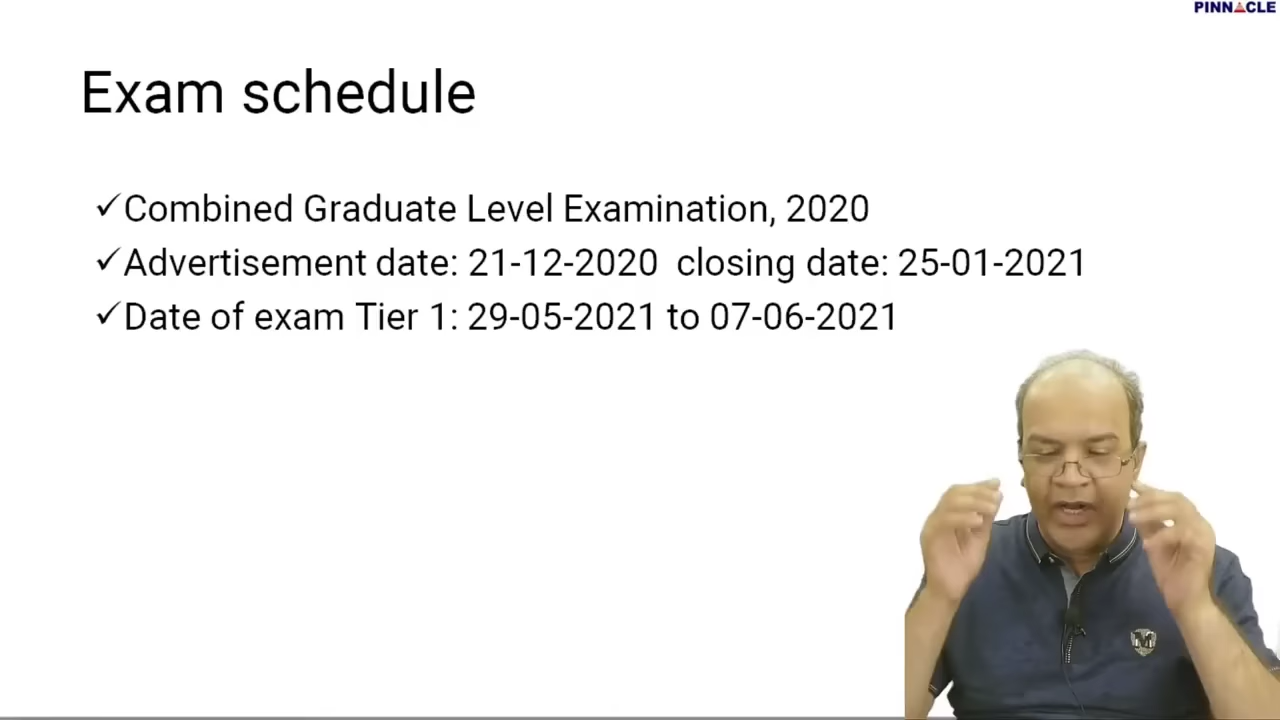 PINNACLE
Exam schedule
✓Combined Graduate Level Examination, 2020
✓Advertisement date: 21-12-2020 closing date: 25-01-2021
✓Date of exam Tier 1: 29-05-2021 to 07-06-2021
M